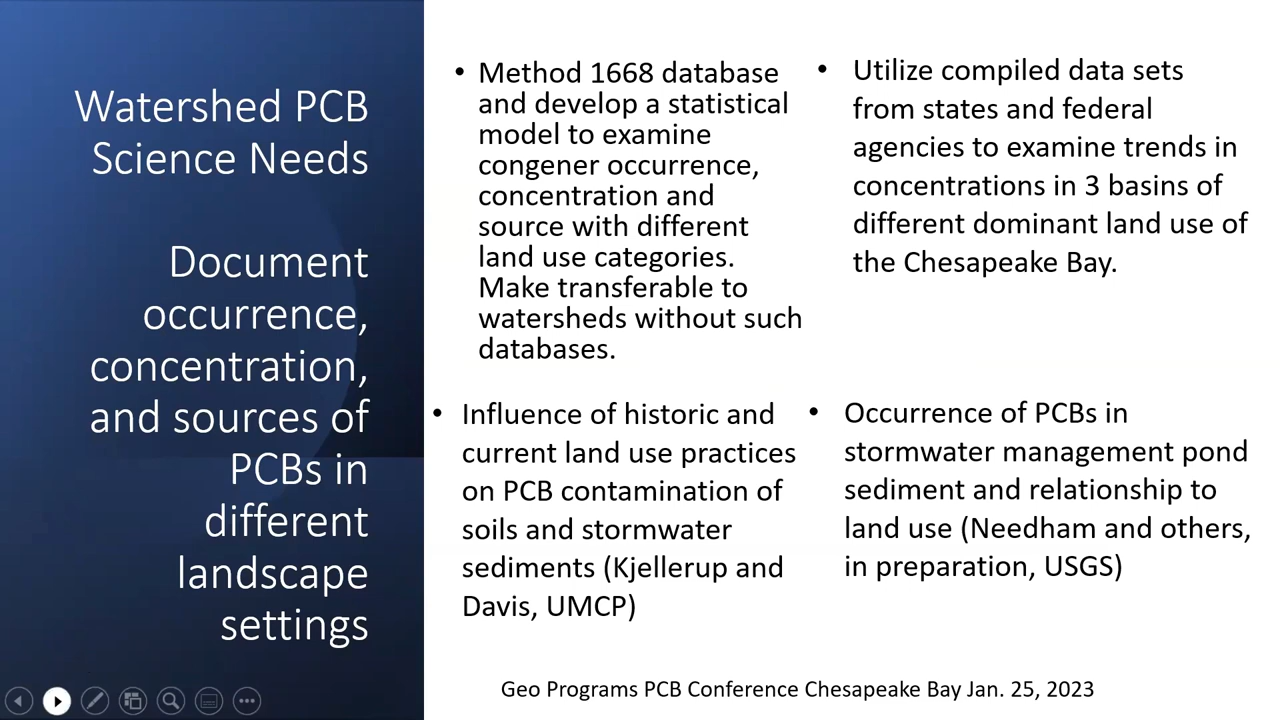 Watershed PCB
Science Needs
Document
occurrence,
concentration,
and sources of
PCBs in
different
landscape
settings
• Method 1668 database
and develop a statistical
model to examine
congener occurrence,
concentration and
source with different
land use categories.
Make transferable to
watersheds without such
databases.
• Utilize compiled data sets
from states and federal
agencies to examine trends in
concentrations in 3 basins of
different dominant land use of
the Chesapeake Bay.
• Influence of historic and
current land use practices
on PCB contamination of
soils and stormwater
sediments (Kjellerup and
Davis, UMCP)
• Occurrence of PCBs in
stormwater management pond
sediment and relationship to
land use (Needham and others,
in preparation, USGS)
Geo Programs PCB Conference Chesapeake Bay Jan. 25, 2023